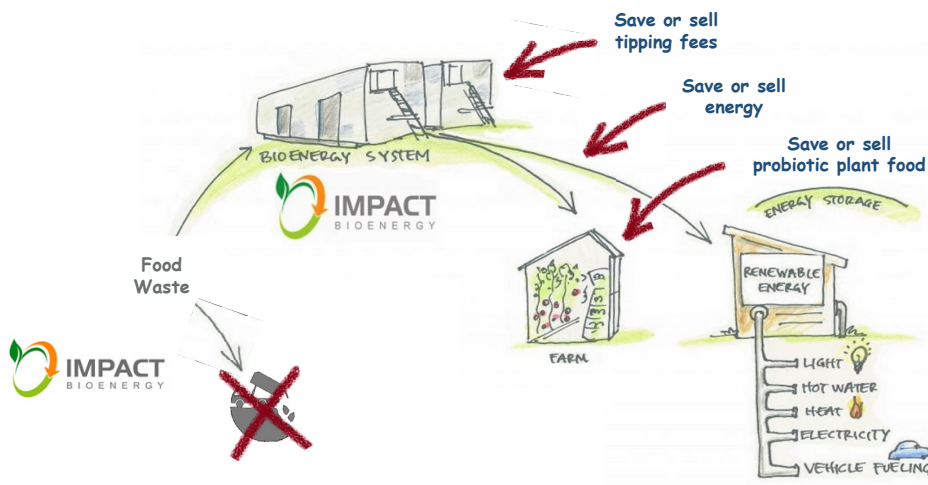 Save or sell
tipping fees
Save or sell
energy
Save or sell
probiotic plant food
BIOENERGY SYSTEM
IMPACT
BIOENERGY
ENERGY STORAGE
Food
Waste
RENEWABLE
ENERGY
FARM
IMPACT
BIOENERGY
LIGHT
HOT WATER
HEAT
ELECTRICITY
VEHICLE FUELING